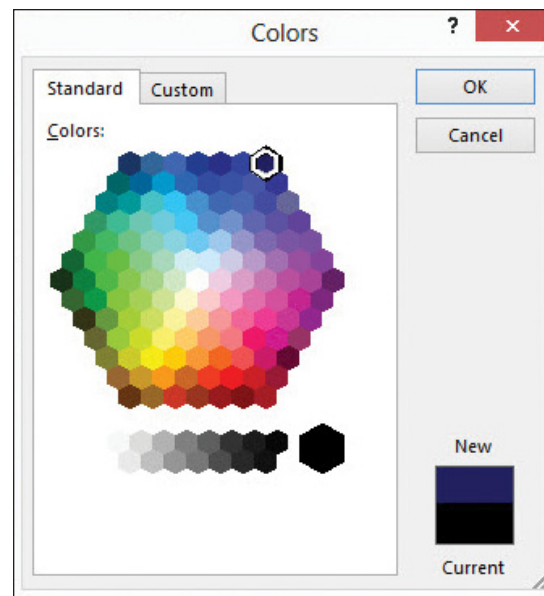 Colors
?
×
Standard
Custom
OK
Colors:
Cancel
New
Current